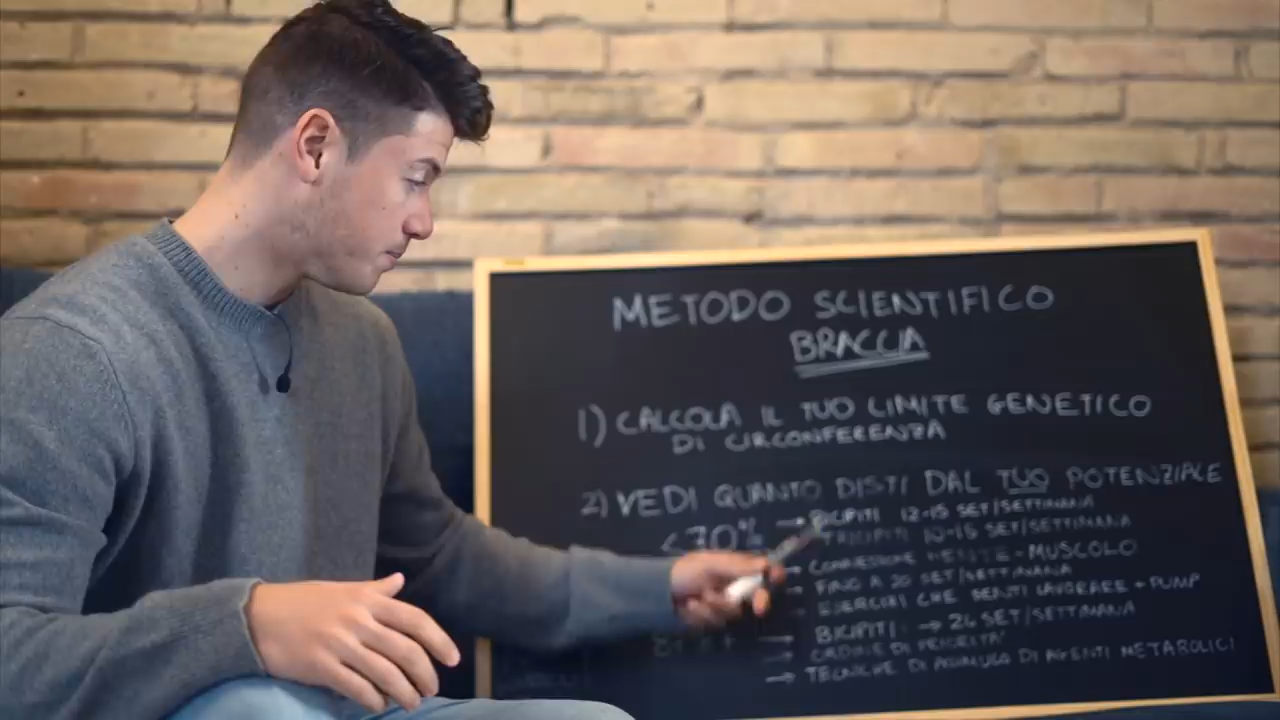 METODO SCIENTIFICO
BRACCIA
1) CALCOLA IL TUO LIMITE GENETICO
DI CIRCONFERENZA
2) VEDI QUANTO DISTI DAL TUO POTENZIALE
<70% → BICIPITI 12-15 SET/SETTIMANA
TRICIPITI 10-15 SET/SETTIMANA
CONNESSIONE MENTE-MUSCOLO
FINO A 20 SET/SETTIMANA
ESERCIZI CHE SENTI LAVORARE + PUMP
→ BICIPITI → 26 SET/SETTIMANA
ORDINE DI PRIORITA'
→ TECNICHE DI ACCUMULO DI AGENTI METABOLICI